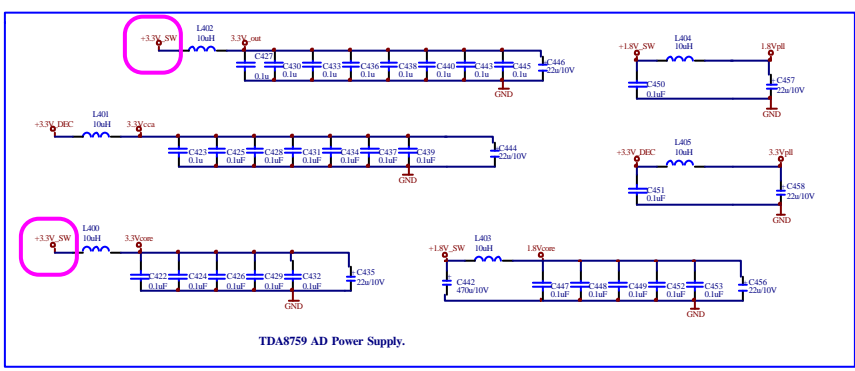 L402
10uH
+3.3V_SW
3.3V_out
C427
0.1u
C430
0.1u
C433
0.1u
C436
0.1u
C438
0.1u
C440
0.1u
C443
0.1u
C445
0.1u
C446
22u/10V
GND
L404
10uH
+1.8V_SW
1.8Vpll
C450
0.1uF
C457
22u/10V
GND
L401
10uH
+3.3V_DEC
3.3Vcca
C423
0.1u
C425
0.1uF
C428
0.1uF
C431
0.1uF
C434
0.1uF
C437
0.1uF
C439
0.1uF
C444
22u/10V
GND
L405
10uH
+3.3V_DEC
3.3Vpll
C451
0.1uF
C458
22u/10V
GND
L400
10uH
+3.3V_SW
3.3Vcore
C422
0.1uF
C424
0.1uF
C426
0.1uF
C429
0.1uF
C432
0.1uF
C435
22u/10V
GND
L403
10uH
+1.8V_SW
1.8Vcore
C442
470u/10V
C447
0.1uF
C448
0.1uF
C449
0.1uF
C452
0.1uF
C453
0.1uF
C456
22u/10V
GND
TDA8759 AD Power Supply.